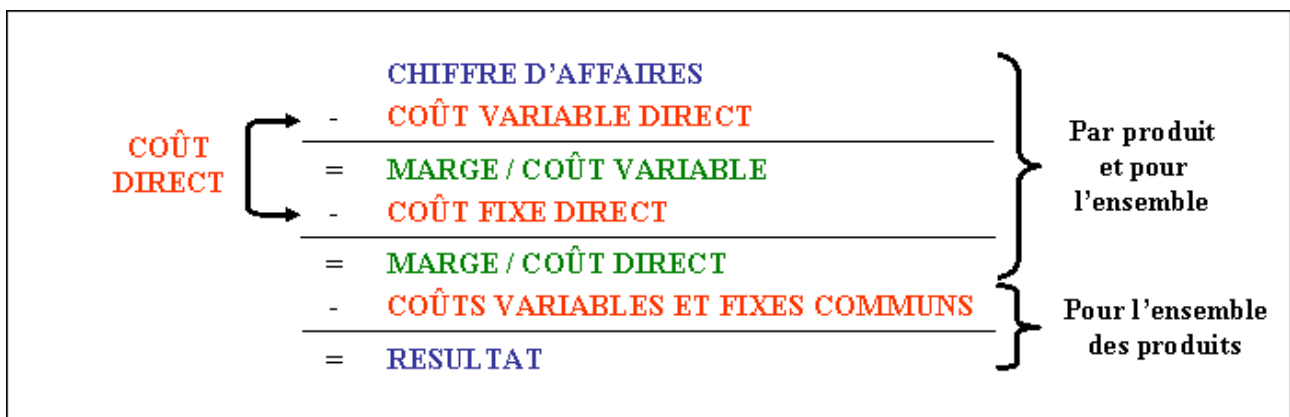 CHIFFRE D'AFFAIRES
- COÛT VARIABLE DIRECT
= MARGE / COÛT VARIABLE
- COÛT FIXE DIRECT
= MARGE / COÛT DIRECT
- COÛTS VARIABLES ET FIXES COMMUNS
= RESULTAT
COÛT
DIRECT
Par produit
et pour
l'ensemble
Pour l'ensemble
des produits